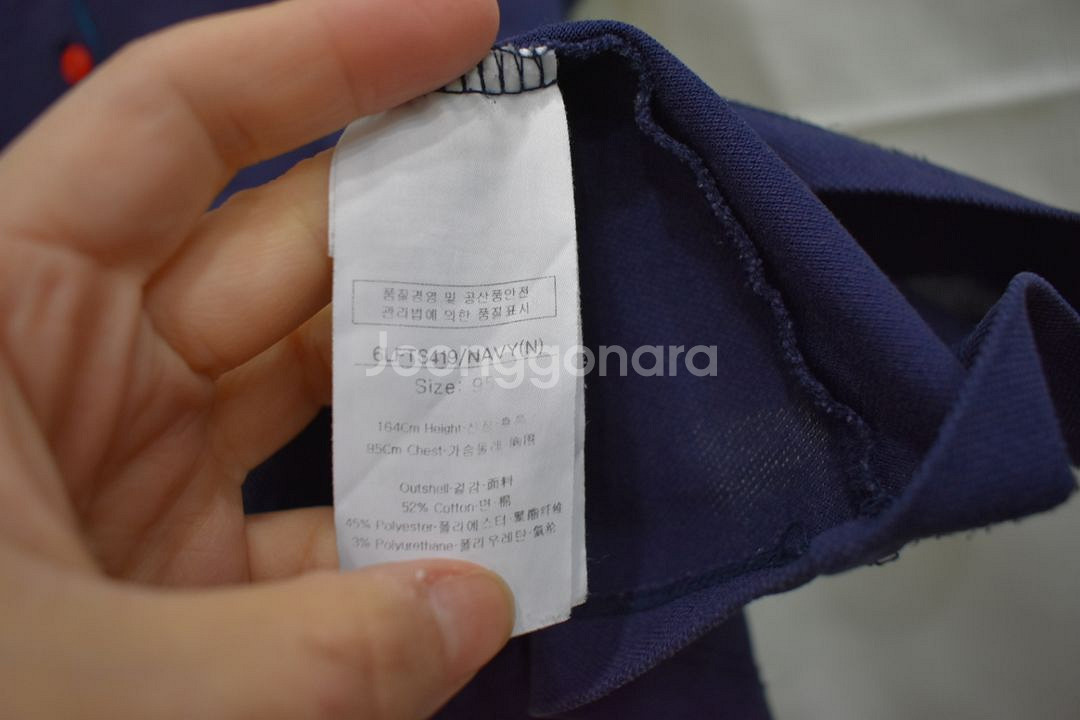 품질경영 및 공산품안전
관리법에 의한 품질표시
/NAVY(N)
Joonggonara
Size: 95
164Cm Height·신장·身高
95Cm Chest·가슴둘레·胸围
Outshell·겉감·面料
52% Cotton·면·棉
45% Polyester·폴리에스터·聚酯纤维
3% Polyurethane·폴리우레탄·氨纶